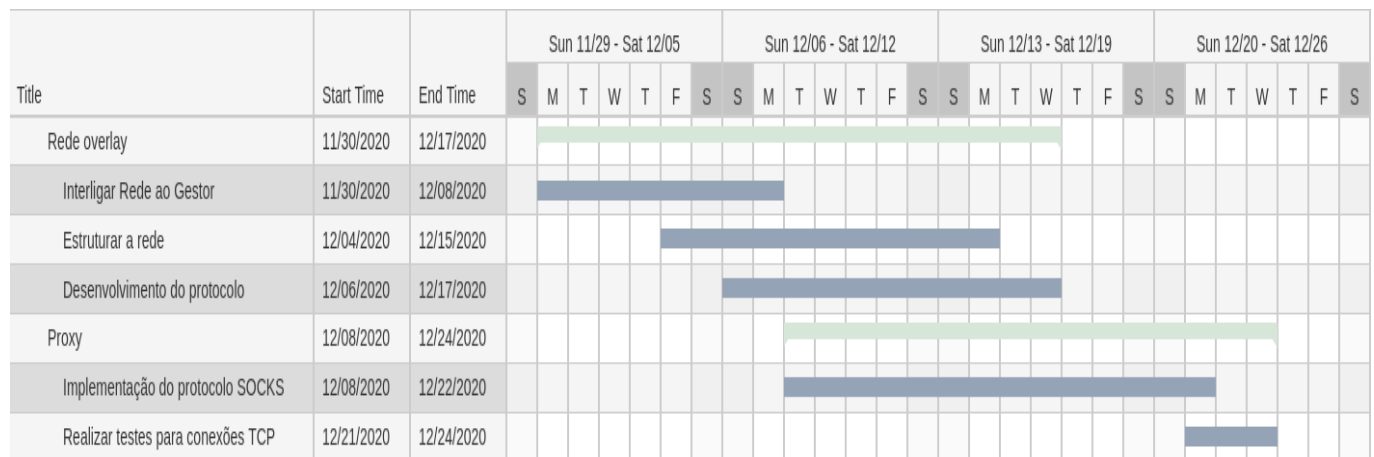 Sun 11/29 - Sat 12/05 Sun 12/06 - Sat 12/12 Sun 12/13 - Sat 12/19 Sun 12/20 - Sat 12/26
Title Start Time End Time S M T W T F S S M T W T F S S M T W T F S S M T W T F S
Rede overlay 11/30/2020 12/17/2020
Interligar Rede ao Gestor 11/30/2020 12/08/2020
Estruturar a rede 12/04/2020 12/15/2020
Desenvolvimento do protocolo 12/06/2020 12/17/2020
Proxy 12/08/2020 12/24/2020
Implementação do protocolo SOCKS 12/08/2020 12/22/2020
Realizar testes para conexões TCP 12/21/2020 12/24/2020